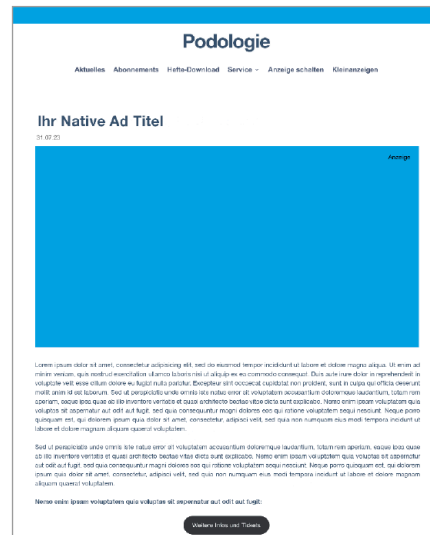 Podologie
Aktuelles Abonnements Hefte-Download Service Anzeige schalten Kleinanzeigen
Ihr Native Ad Titel
31.07.23
Anzeige
Lorem ipsum dolor sit amet, consectetur adipiscing elit, sed do eiusmod tempor incididunt ut labore et dolore magna aliqua. Ut enim ad
minim veniam, quis nostrud exercitation ullamco laboris nisi ut aliquip ex ea commodo consequat. Duis aute irure dolor in reprehenderit in
voluptate velit esse cillum dolore eu fugiat nulla pariatur. Excepteur sint occaecat cupidatat non proident, sunt in culpa qui officia deserunt
mollit anim id est laborum. Sed ut perspiciatis unde omnis iste natus error sit voluptatem accusantium doloremque laudantium, totam rem
aperiam, eaque ipsa quae ab illo inventore veritatis et quasi architecto beatae vitae dicta sunt explicabo. Nemo enim ipsam voluptatem quia
voluptas sit aspernatur aut odit aut fugit, sed quia consequuntur magni dolores eos qui ratione voluptatem sequi nesciunt. Neque porro
quisquam est, qui dolorem ipsum quia dolor sit amet, consectetur, adipisci velit, sed quia non numquam eius modi tempora incidunt ut
labore et dolore magnam aliquam quaerat voluptatem.
Sed ut perspiciatis unde omnis iste natus error sit voluptatem accusantium doloremque laudantium, totam rem aperiam, eaque ipsa quae
ab illo inventore veritatis et quasi architecto beatae vitae dicta sunt explicabo. Nemo enim ipsam voluptatem quia voluptas sit aspernatur
aut odit aut fugit, sed quia consequuntur magni dolores eos qui ratione voluptatem sequi nesciunt. Neque porro quisquam est, qui dolorem
ipsum quia dolor sit amet, consectetur, adipisci velit, sed quia non numquam eius modi tempora incidunt ut labore et dolore magnam
aliquam quaerat voluptatem.
Nemo enim ipsam voluptatem quia voluptas sit aspernatur aut odit aut fugit:
Weitere Infos und Tickets